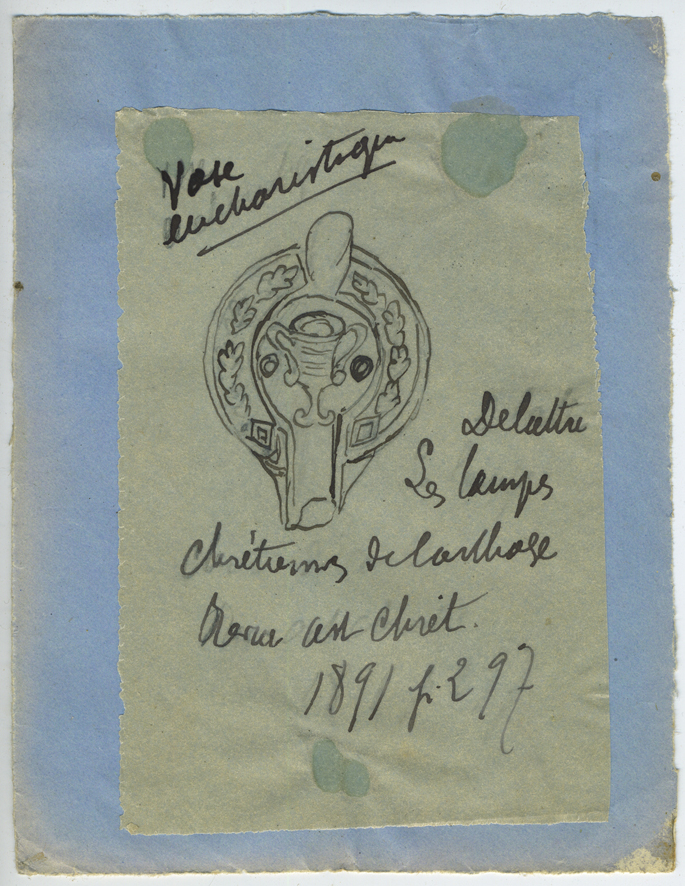 Vase
eucharistique
Delattre
Les lampes
Chrétiennes de Carthage
Revue art Chrét.
1891 p. 297